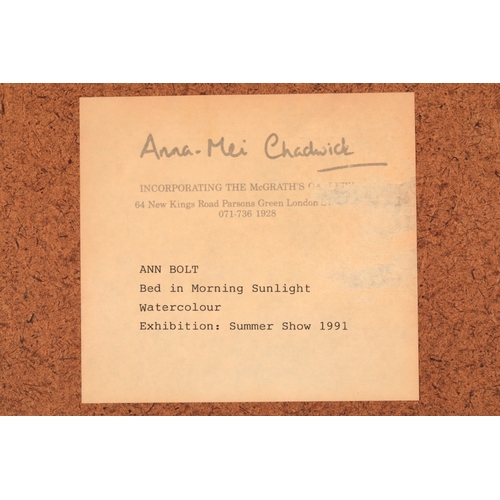 Anna-Mei Chadwick
INCORPORATING THE McGRATH'S
64 New Kings Road Parsons Green London
071-736 1928
ANN BOLT
Bed in Morning Sunlight
Watercolour
Exhibition: Summer Show 1991